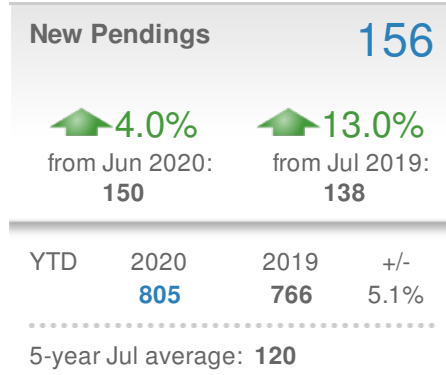 New Pendings 156
4.0% 13.0%
from Jun 2020: from Jul 2019:
150 138
YTD 2020 2019 +/-
805 766 5.1%
5-year Jul average: 120